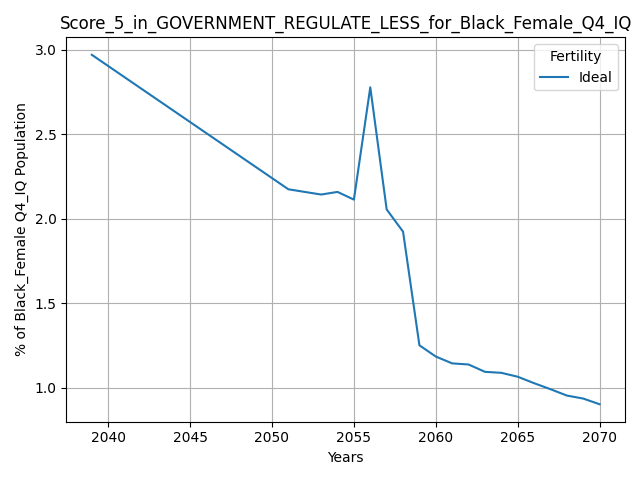 Score_5_in_GOVERNMENT_REGULATE_LESS_for_Black_Female_Q4_IQ
Fertility
Ideal
% of Black_Female Q4_IQ Population
3.0
2.5
2.0
1.5
1.0
2040 2045 2050 2055 2060 2065 2070
Years